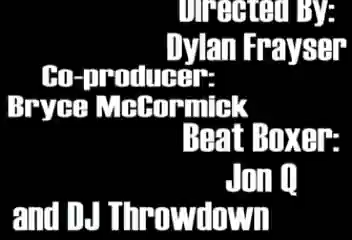 Directed By:
Dylan Frayser
Co-producer:
Bryce McCormick
Beat Boxer:
Jon Q
and DJ Throwdown